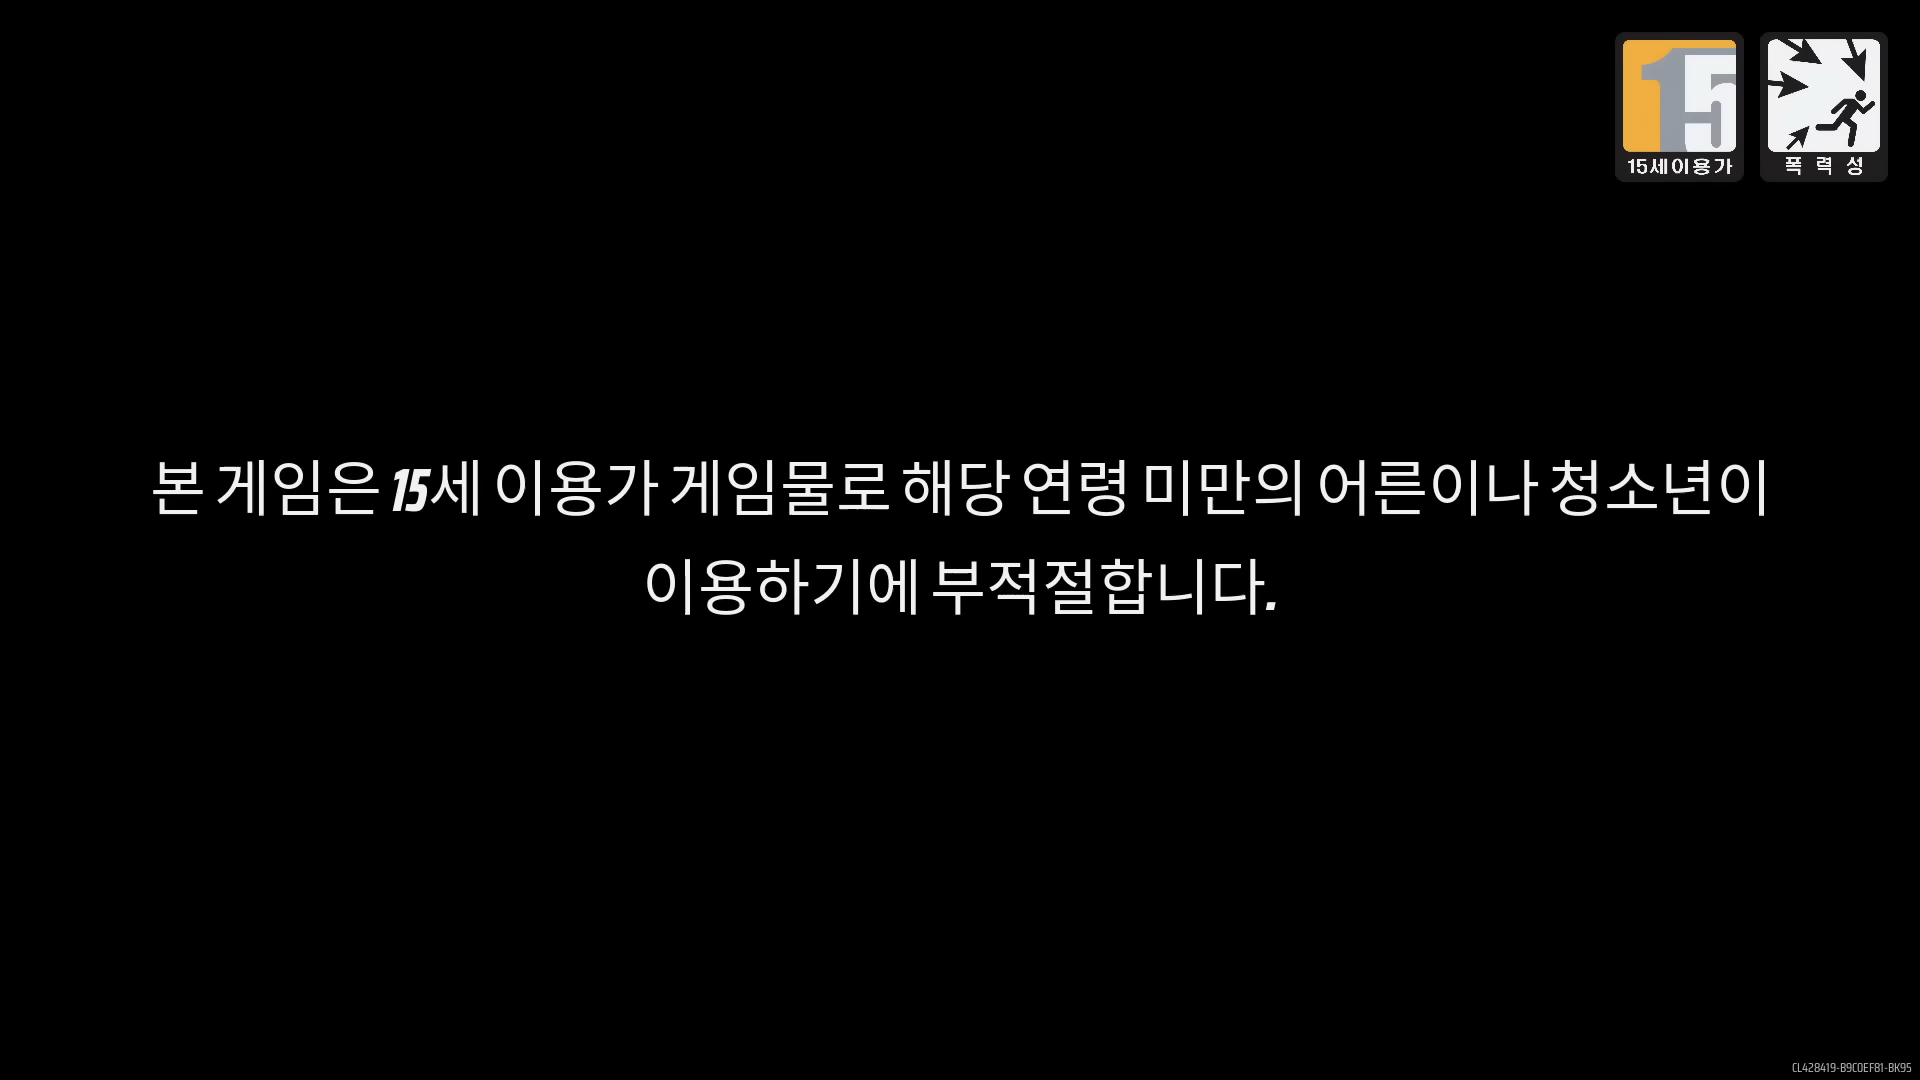 15세이용가
폭력성
본 게임은 15세 이용가 게임물로 해당 연령 미만의 어른이나 청소년이
이용하기에 부적절합니다.
CL428419-B9C0EF81-BK95